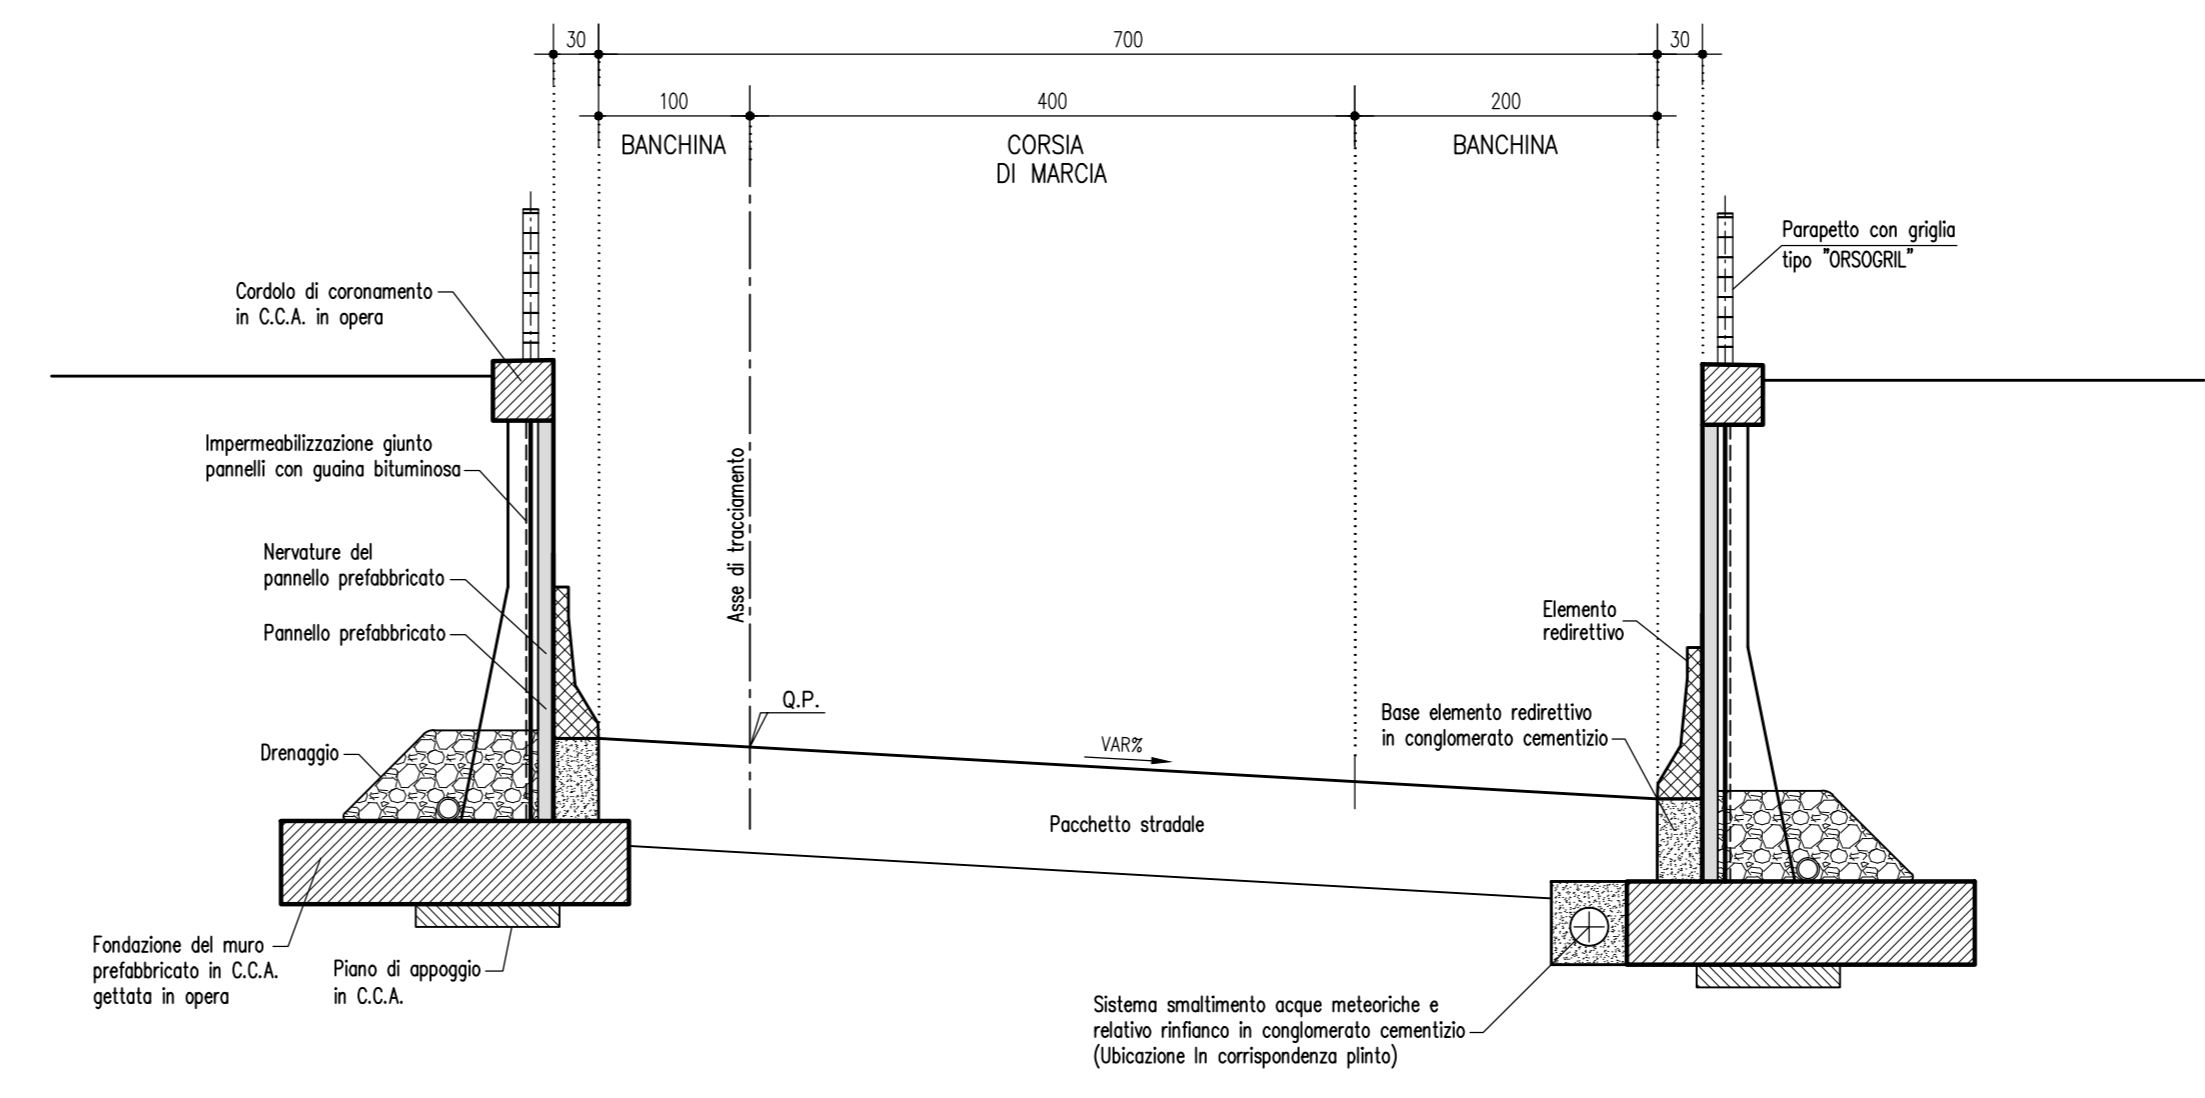 30
700
30
100
400
200
BANCHINA
CORSIA
DI MARCIA
BANCHINA
Parapetto con griglia
tipo "ORSOGRIL"
Cordolo di coronamento
in C.C.A. in opera
Impermeabilizzazione giunto
pannelli con guaina bituminosa
Asse di tracciamento
Nervature del
pannello prefabbricato
Pannello prefabbricato
Elemento
redirettivo
Q.P.
Base elemento redirettivo
in conglomerato cementizio
Drenaggio
VAR%
Pacchetto stradale
Fondazione del muro
prefabbricato in C.C.A.
gettata in opera
Piano di appoggio
in C.C.A.
Sistema smaltimento acque meteoriche e
relativo rinfianco in conglomerato cementizio
(Ubicazione In corrispondenza plinto)